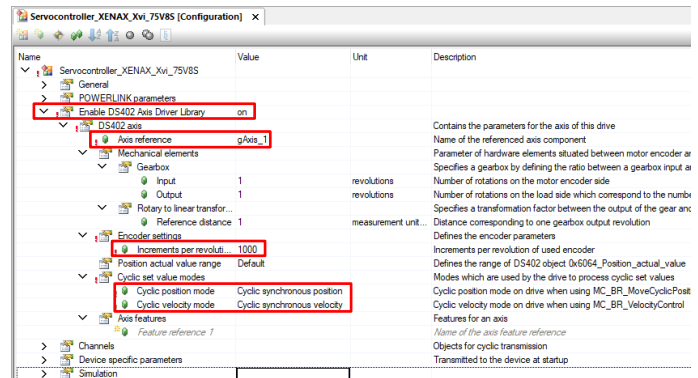 Servocontroller_XENAX_Xvi_75V8S [Configuration] ×
Name Value Unit Description
Servocontroller_XENAX_Xvi_75V8S
General
POWERLINK parameters
Enable DS402 Axis Driver Library on
DS402 axis Contains the parameters for the axis of this drive
Axis reference gAxis_1 Name of the referenced axis component
Mechanical elements Parameter of hardware elements situated between motor encoder an
Gearbox Specifies a gearbox by defining the ratio between a gearbox input a
Input 1 revolutions Number of rotations on the motor encoder side
Output 1 revolutions Number of rotations on the load side which correspond to the numbe
Rotary to linear transfor... Specifies a transformation factor between the output of the gear and
Reference distance 1 measurement unit... Distance corresponding to one gearbox output revolution
Encoder settings Defines the encoder parameters
Increments per revoluti... 1000 Increments per revolution of used encoder
Position actual value range Default Defines the range of DS402 object 0x6064_Position_actual_value
Cyclic set value modes Modes which are used by the drive to process cyclic set values
Cyclic position mode Cyclic synchronous position Cyclic position mode on drive when using MC_BR_MoveCyclicPosit
Cyclic velocity mode Cyclic synchronous velocity Cyclic velocity mode on drive when using MC_BR_VelocityControl
Axis features Features for an axis
Feature reference 1 Name of the axis feature reference
Channels Objects for cyclic transmission
Device specific parameters Transmitted to the device at startup
Simulation